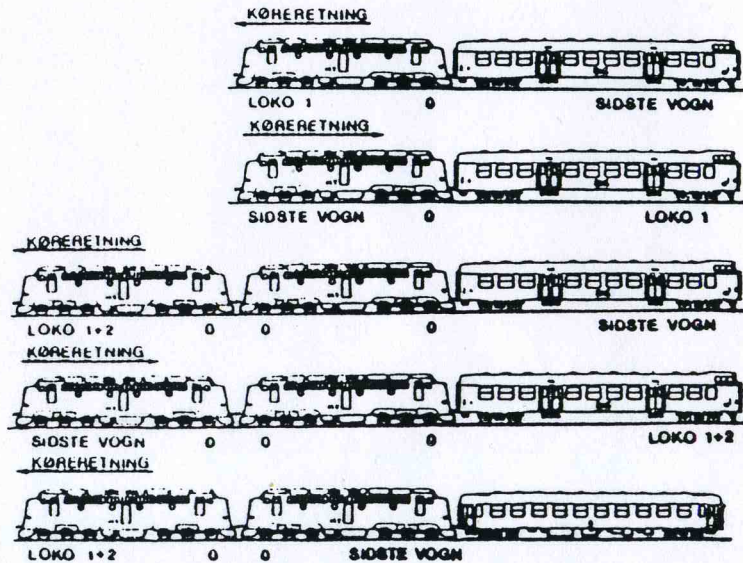 KØRERETNING
LOKO 1 0 SIDSTE VOGN
KØRERETNING
SIDSTE VOGN 0 LOKO 1
KØRERETNING
LOKO 1+2 0 0 0 SIDSTE VOGN
KØRERETNING
SIDSTE VOGN 0 0 0 LOKO 1+2
KØRERETNING
LOKO 1+2 0 0 SIDSTE VOGN